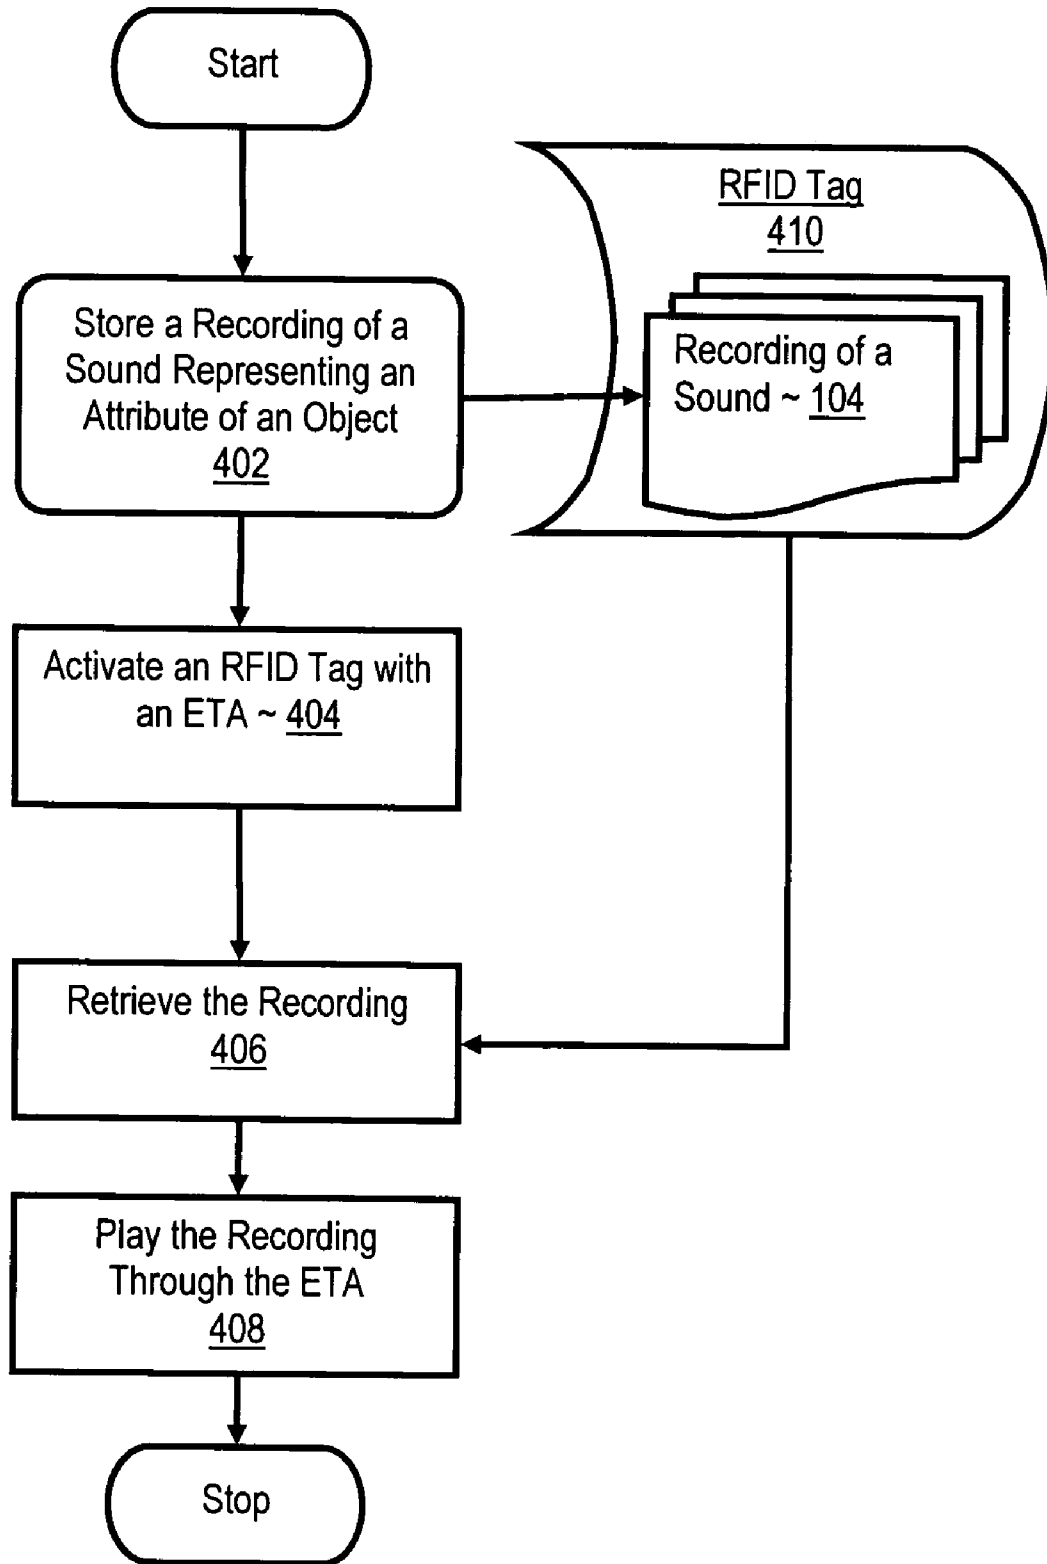 Start
Store a Recording of a
Sound Representing an
Attribute of an Object
402
RFID Tag
410
Recording of a
Sound ~ 104
Activate an RFID Tag with
an ETA ~ 404
Retrieve the Recording
406
Play the Recording
Through the ETA
408
Stop